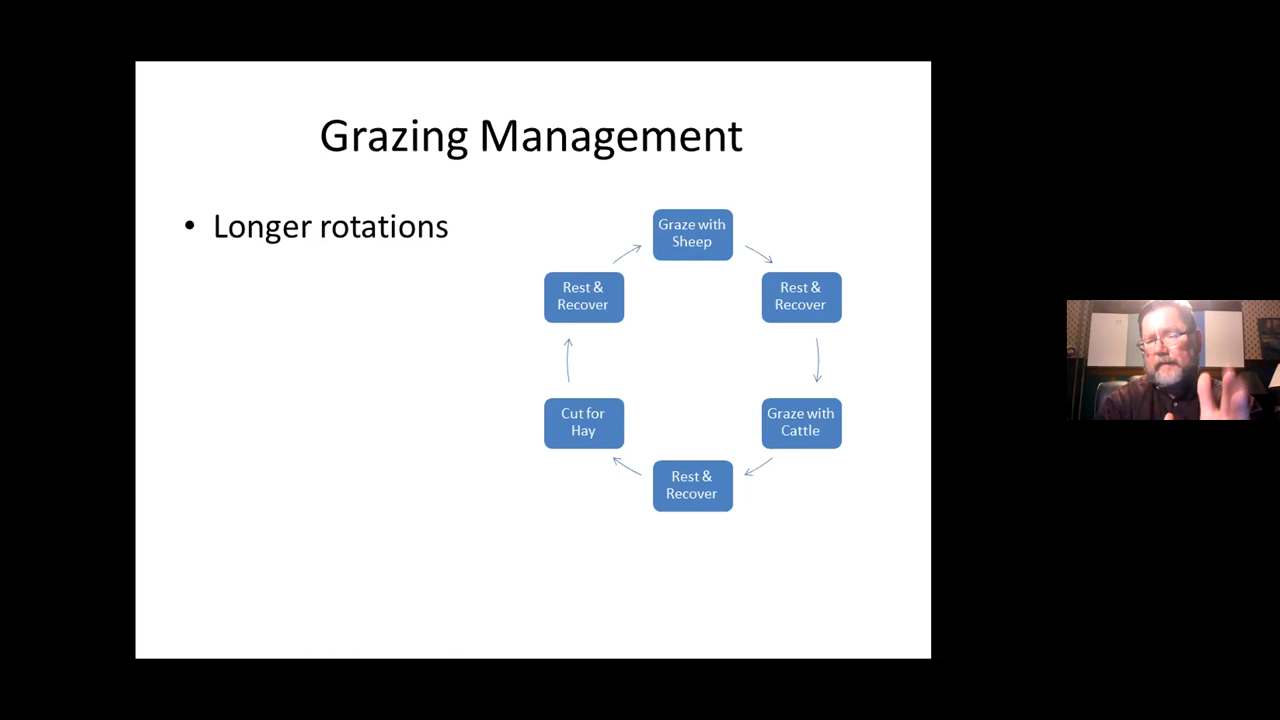 Grazing Management
• Longer rotations
Graze with
Sheep
Rest &
Recover
Graze with
Cattle
Rest &
Recover
Cut for
Hay
Rest &
Recover